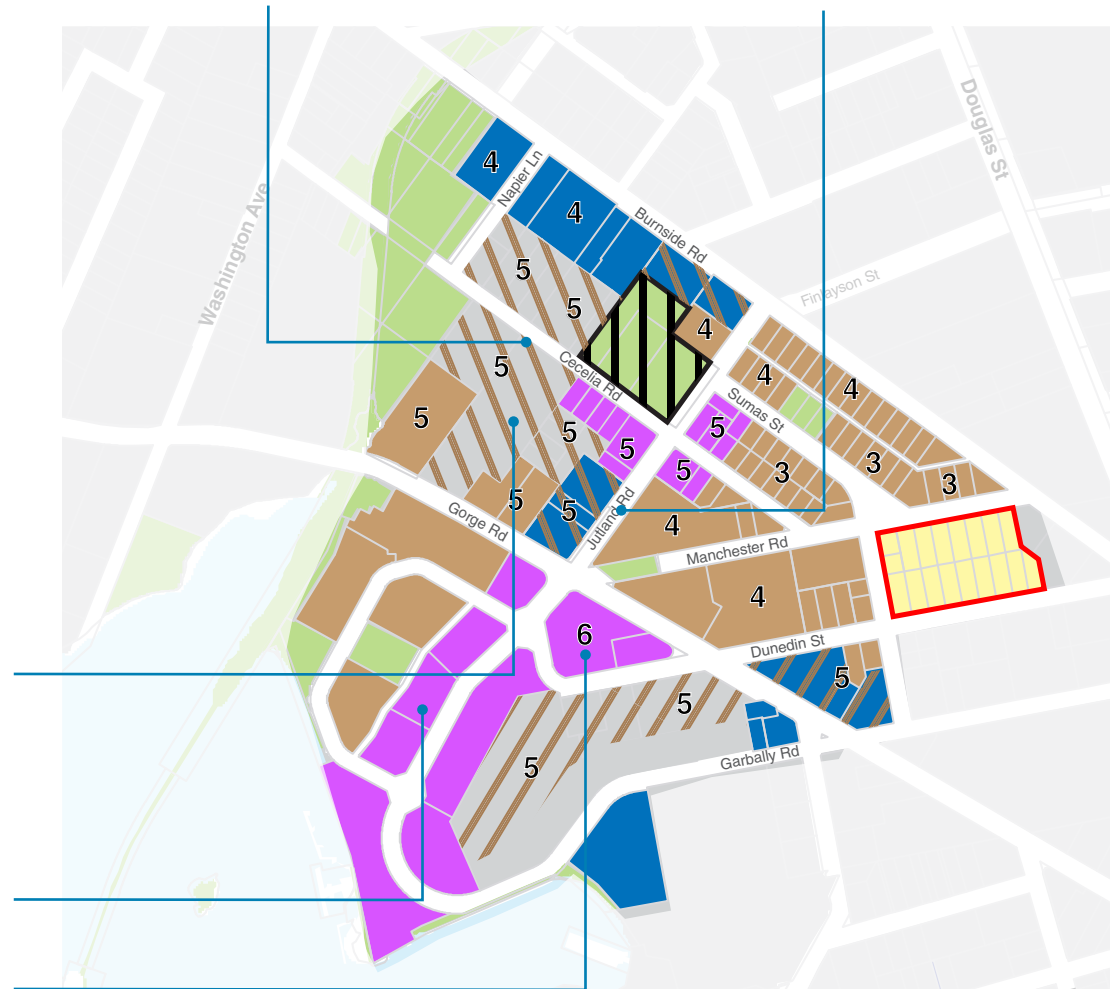 Douglas St
4
Napier Ln
Washington Ave
4
Burnside Rd
5
Finlayson St
5
4
5
Cecelia Rd
4
Sumas St
4
5
5
5
5
3
3
5
3
5
Gorge Rd
5
Jutland Rd
4
Manchester Rd
4
6
Dunedin St
5
5
5
Garbally Rd